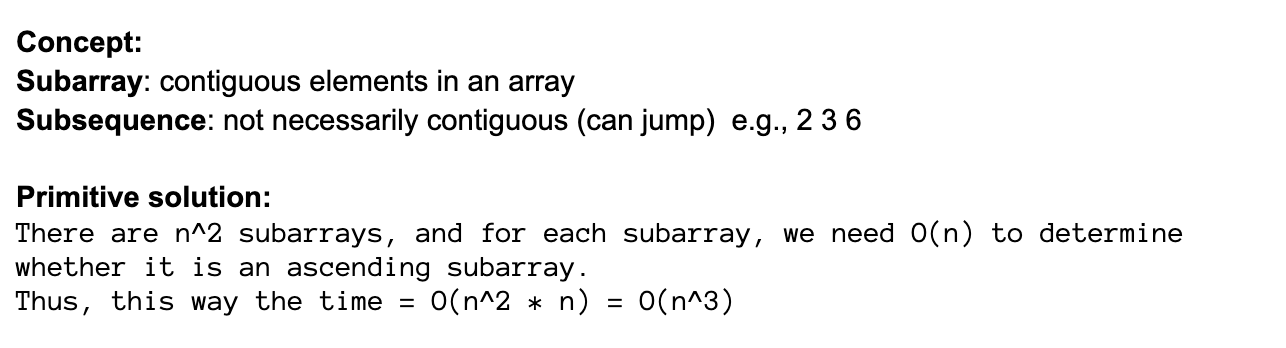 Concept:
Subarray: contiguous elements in an array
Subsequence: not necessarily contiguous (can jump)  e.g., 2 3 6
Primitive solution:
There are n^2 subarrays, and for each subarray, we need O(n) to determine
whether it is an ascending subarray.
Thus, this way the time = O(n^2 * n) = O(n^3)